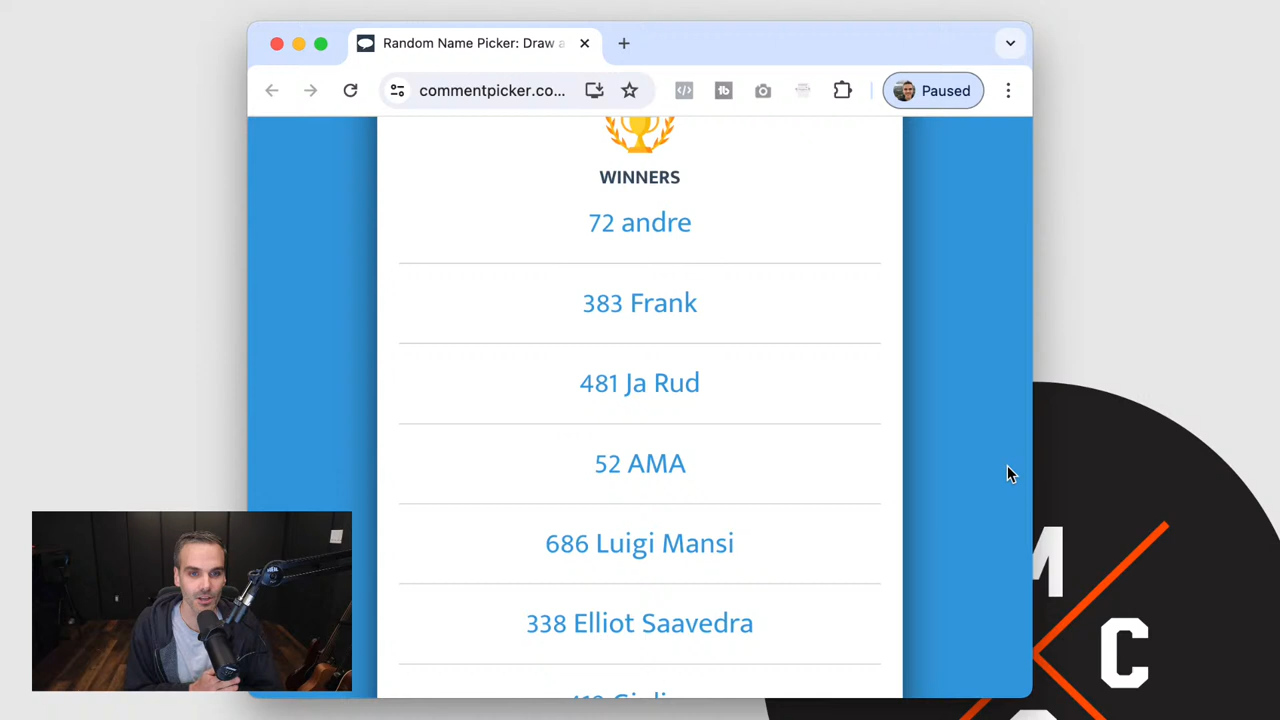 Random Name Picker: Draw a
commentpicker.co...
Paused
WINNERS
72 andre
383 Frank
481 Ja Rud
52 AMA
686 Luigi Mansi
338 Elliot Saavedra
M
C